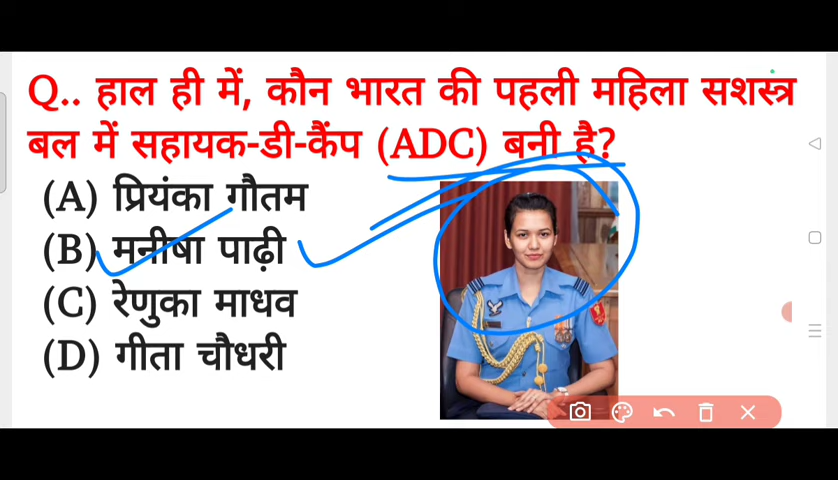 Q.. हाल ही में, कौन भारत की पहली महिला सशस्त्र
बल में सहायक-डी-कैंप (ADC) बनी है?
(A) प्रियंका गौतम
(B) मनीषा पाढ़ी
(C) रेणुका माधव
(D) गीता चौधरी